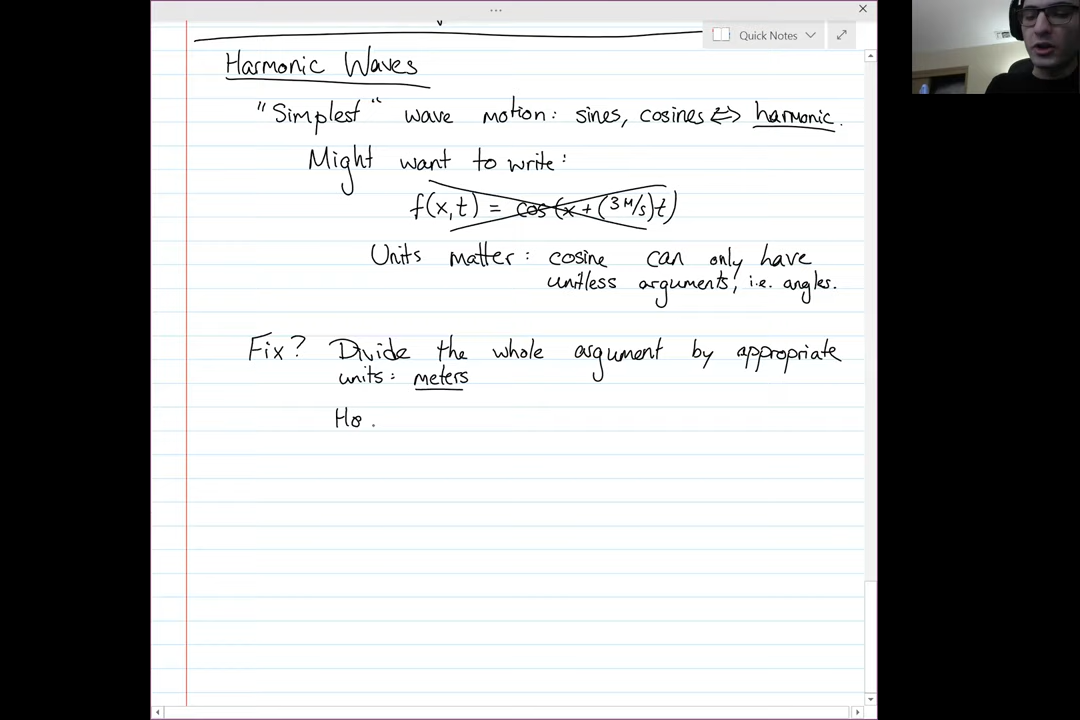 Quick Notes
Harmonic Waves
"Simplest" wave motion: sines, cosines ⇔ harmonic.
Might want to write:
f(x,t) = cos(x + (3 m/s)t)
Units matter: cosine can only have
unitless arguments, i.e. angles.
Fix? Divide the whole argument by appropriate
units: meters
Ho